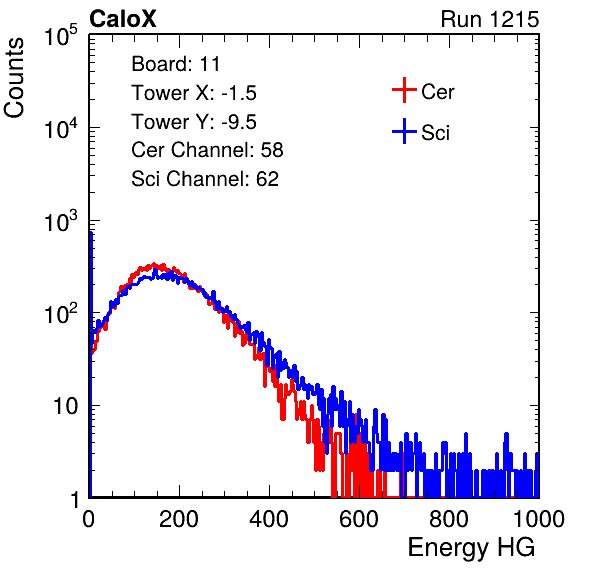 CaloX Run 1215
Counts
10^5
10^4
10^3
10^2
10
1
Board: 11
Tower X: -1.5
Tower Y: -9.5
Cer Channel: 58
Sci Channel: 62
Cer
Sci
0 200 400 600 800 1000
Energy HG